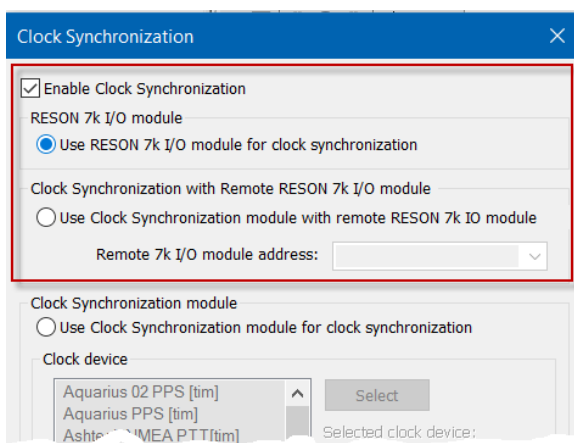 Clock Synchronization
Enable Clock Synchronization
RESON 7k I/O module
Use RESON 7k I/O module for clock synchronization
Clock Synchronization with Remote RESON 7k I/O module
Use Clock Synchronization module with remote RESON 7k IO module
Remote 7k I/O module address:
Clock Synchronization module
Use Clock Synchronization module for clock synchronization
Clock device
Aquarius 02 PPS [tim]
Select
Aquarius PPS [tim]
PTT[tim]
Selected clock device: